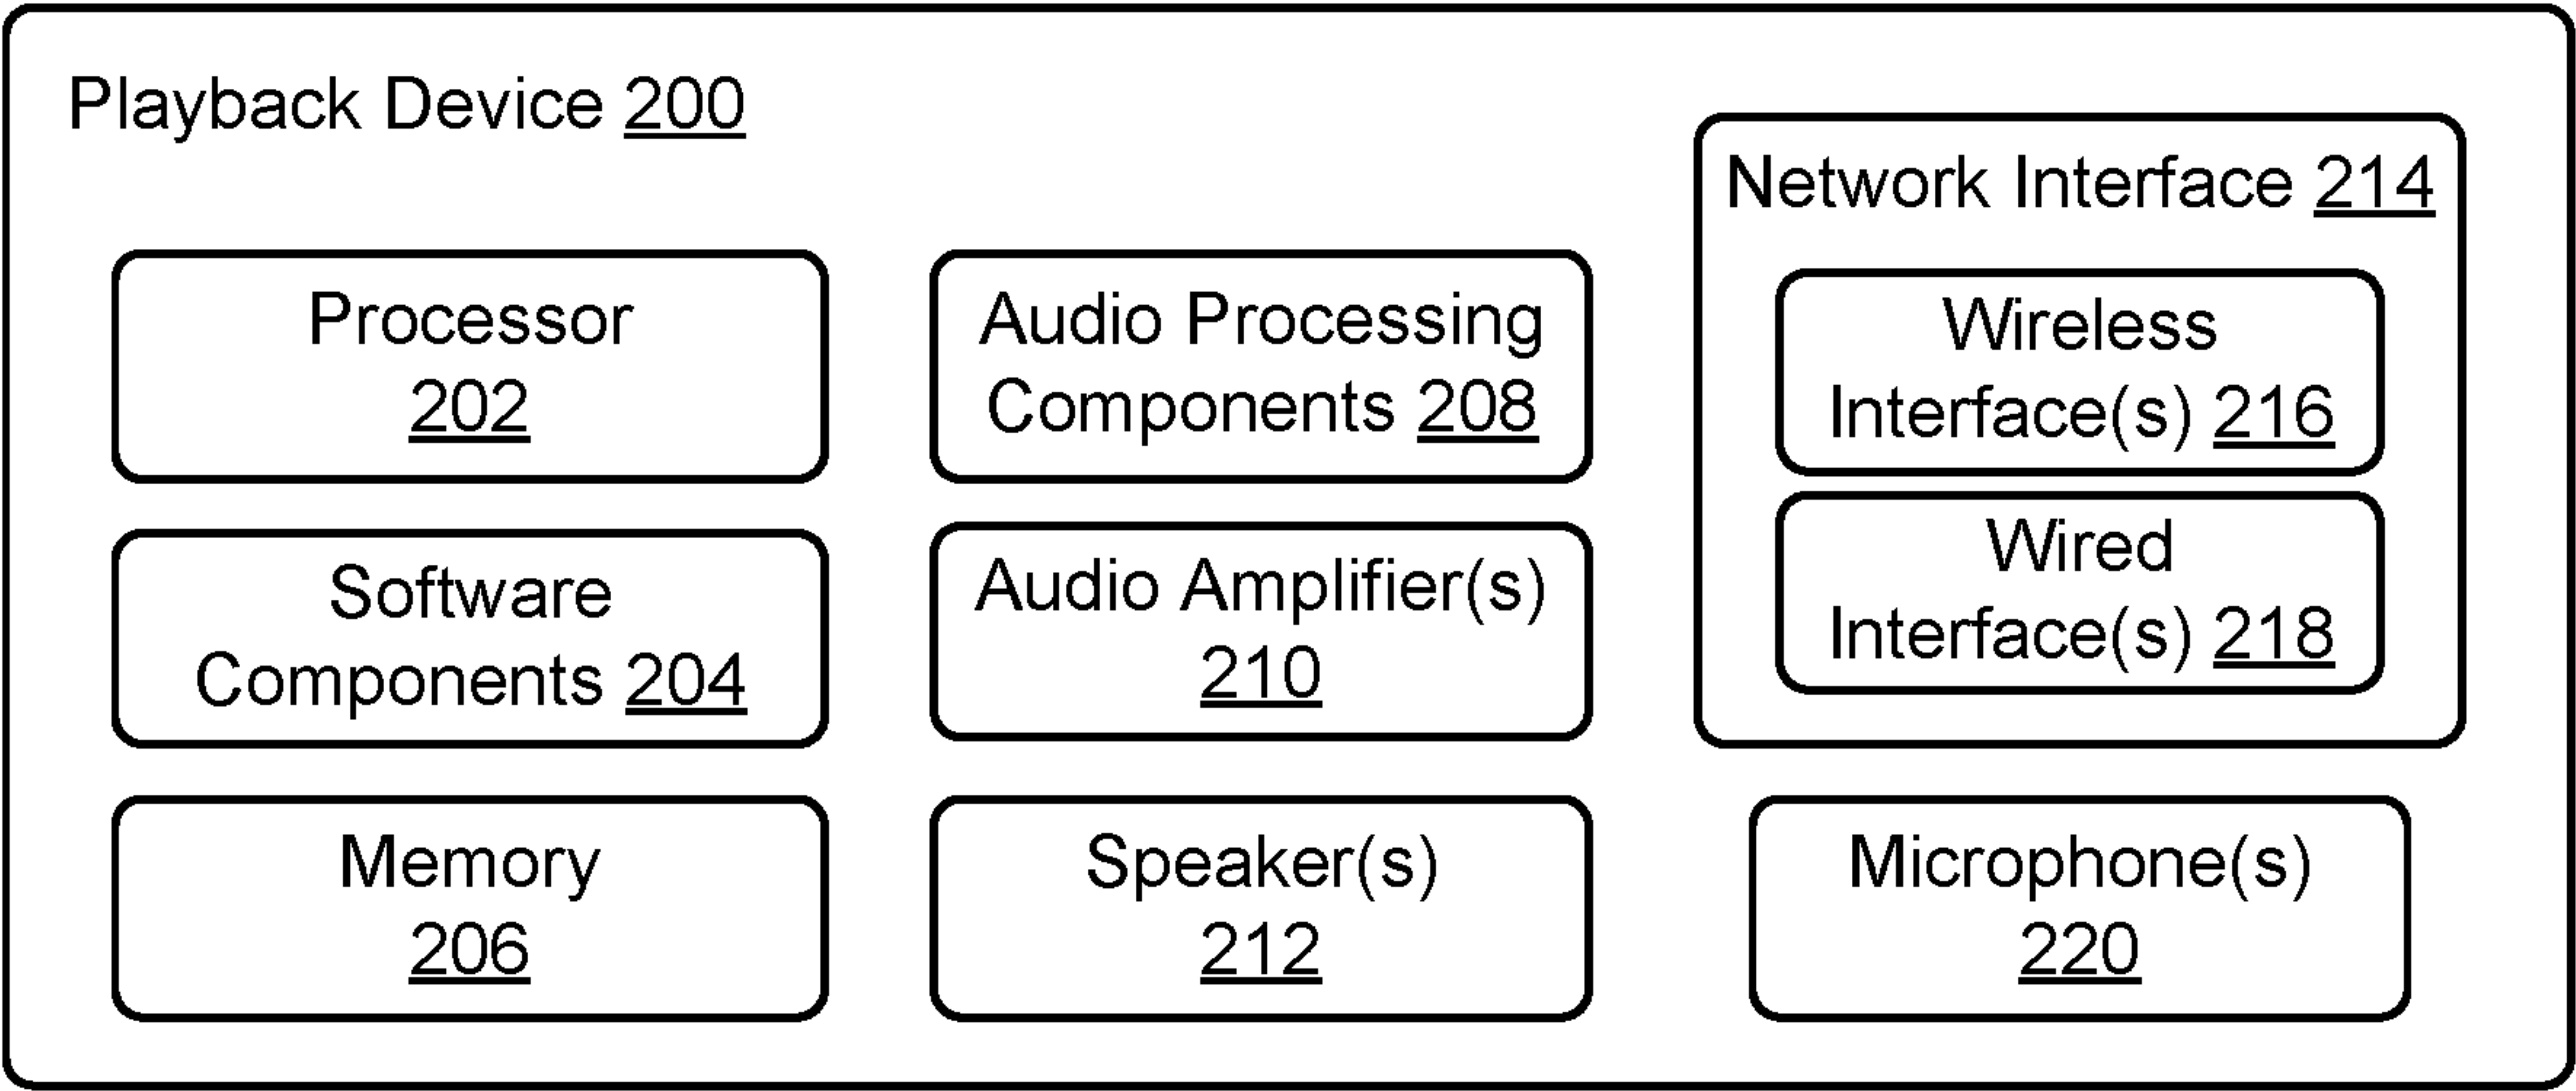 Playback Device 200
Processor
202
Software
Components 204
Memory
206
Audio Processing
Components 208
Audio Amplifier(s)
210
Speaker(s)
212
Network Interface 214
Wireless
Interface(s) 216
Wired
Interface(s) 218
Microphone(s)
220